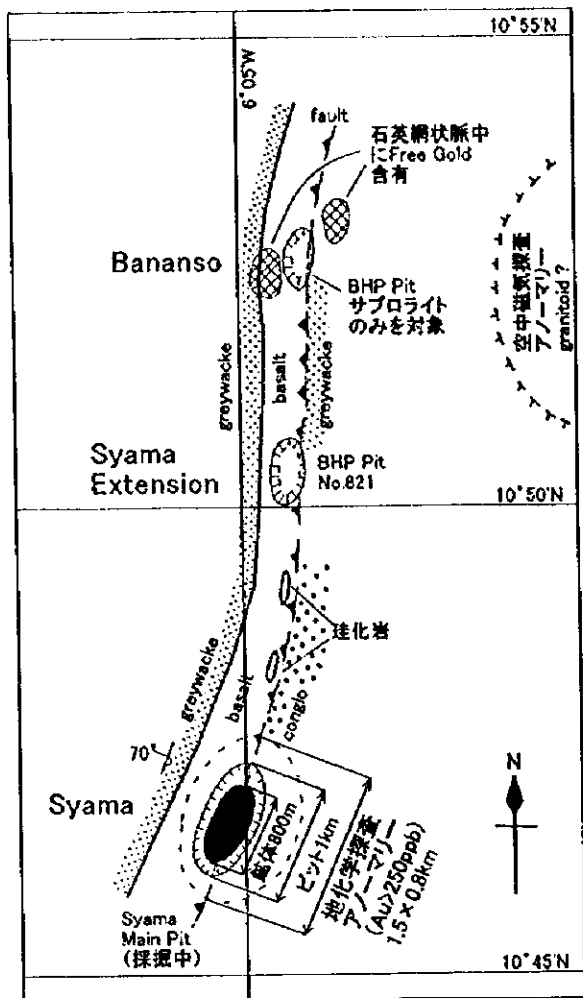 10°55'N
6°05'W
fault
石英網状脈中
にFree Gold
含有
Bananso
BHP Pit
サプロライト
のみを対象
空中磁気探査
アノーマリー
granitoid ?
greywacke
basalt
greywacke
Syama
Extension
BHP Pit
No.821
10°50'N
珪化岩
greywacke
basalt
conglo
70°
Syama
鉱体800m
ピット1km
地化学探査
アノーマリー
(Au>250ppb)
1.5×0.8km
N
Syama
Main Pit
(採掘中)
10°45'N